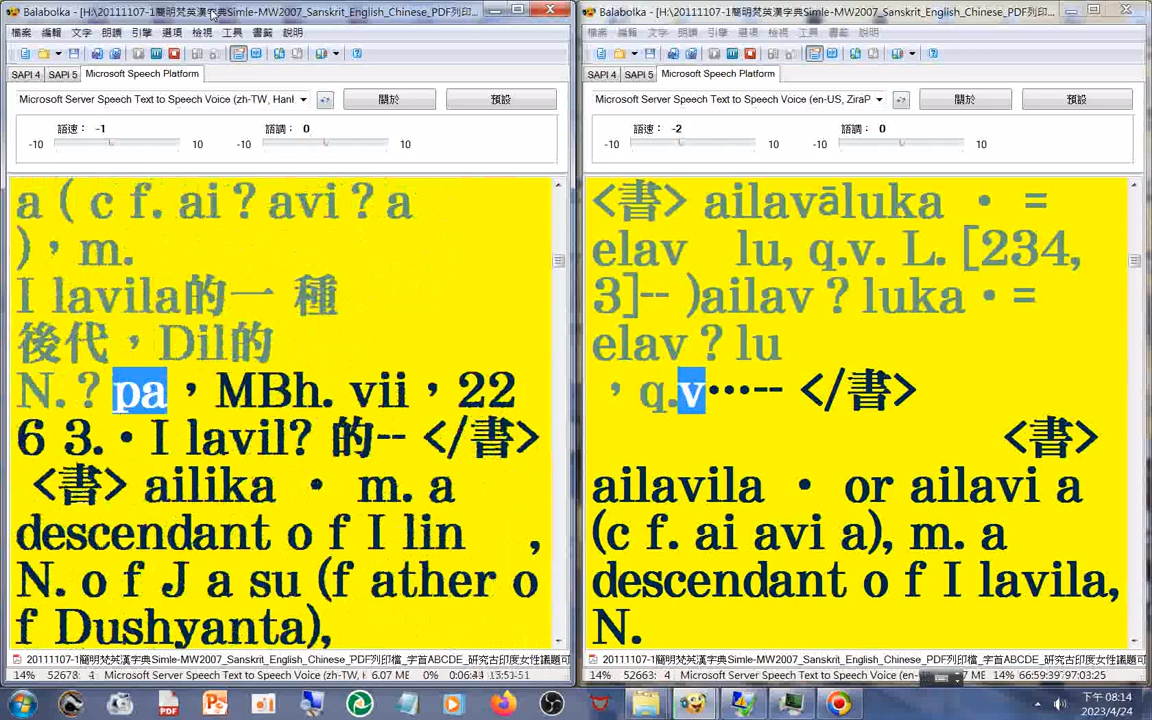 Balabolka - [H:\20111107-1簡明梵英漢字典Simle-MW2007_Sanskrit_English_Chinese_PDF列印...
檔案 編輯 文字 朗讀 引擎 選項 檢視 工具 書籤 說明
SAPI 4 SAPI 5 Microsoft Speech Platform
Microsoft Server Speech Text to Speech Voice (zh-TW, Hanl
關於 預設
語速： -1 語調： 0
-10 10 -10 10
a ( c f. ai ? avi ? a
)，m.
I lavila的一 種
後代，Dil的
N. ? pa，MBh. vii，22
6 3.•I lavil? 的-- </書>
<書> ailika • m. a
descendant o f I lin ,
N. o f J a su (f ather o
f Dushyanta),
20111107-1簡明梵英漢字典Simle-MW2007_Sanskrit_English_Chinese_PDF列印檔_字首ABCDE_研究古印度女性議題可
14% 52678: 4 Microsoft Server Speech Text to Speech Voice (zh-TW, H 6.07 ME 0%
Balabolka - [H:\20111107-1簡明梵英漢字典Simle-MW2007_Sanskrit_English_Chinese_PDF列印...
檔案 編輯 文字 朗讀 引擎 選項 檢視 工具 書籤 說明
SAPI 4 SAPI 5 Microsoft Speech Platform
Microsoft Server Speech Text to Speech Voice (en-US, ZiraP
關於 預設
語速： -2 語調： 0
-10 10 -10 10
<書> ailavāluka • =
elav lu, q.v. L. [234,
3]-- )ailav ? luka • =
elav ? lu
，q.v…-- </書>
<書>
ailavila • or ailavi a
(c f. ai avi a), m. a
descendant o f I lavila,
N.
20111107-1簡明梵英漢字典Simle-MW2007_Sanskrit_English_Chinese_PDF列印檔_字首ABCDE_研究古印度女性議題可
14% 52663: 4 Microsoft Server Speech Text to Speech Voice 14% 66:59:39
下午 08:14
2023/4/24